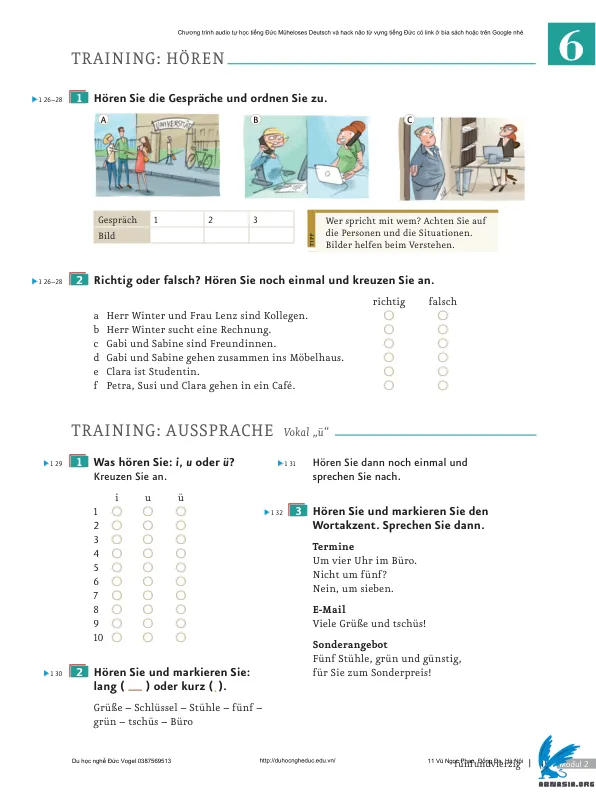 Chương trình audio tự học tiếng Đức Müheloses Deutsch và hack não từ vựng tiếng Đức có link ở bìa sách hoặc trên Google nhé
6
TRAINING: HÖREN
1 26–28 1 Hören Sie die Gespräche und ordnen Sie zu.
A B C
UNIVERSITÄT
Gespräch 1 2 3
Bild
TIPP
Wer spricht mit wem? Achten Sie auf
die Personen und die Situationen.
Bilder helfen beim Verstehen.
1 26–28 2 Richtig oder falsch? Hören Sie noch einmal und kreuzen Sie an.
richtig falsch
a Herr Winter und Frau Lenz sind Kollegen.
b Herr Winter sucht eine Rechnung.
c Gabi und Sabine sind Freundinnen.
d Gabi und Sabine gehen zusammen ins Möbelhaus.
e Clara ist Studentin.
f Petra, Susi und Clara gehen in ein Café.
TRAINING: AUSSPRACHE Vokal „ü“
1 29 1 Was hören Sie: i, u oder ü?
Kreuzen Sie an.
i u ü
1
2
3
4
5
6
7
8
9
10
1 30 2 Hören Sie und markieren Sie:
lang ( __ ) oder kurz ( . ).
Grüße – Schlüssel – Stühle – fünf –
grün – tschüs – Büro
1 31 Hören Sie dann noch einmal und
sprechen Sie nach.
1 32 3 Hören Sie und markieren Sie den
Wortakzent. Sprechen Sie dann.
Termine
Um vier Uhr im Büro.
Nicht um fünf?
Nein, um sieben.
E-Mail
Viele Grüße und tschüs!
Sonderangebot
Fünf Stühle, grün und günstig,
für Sie zum Sonderpreis!
Du học nghề Đức Vogel 0387569513
http://duhocngheduc.edu.vn/
11 Vũ Ngọc Phan, Đống Đa, Hà Nội
fünfundvierzig |
Modul 2
ABMASIA.ORG